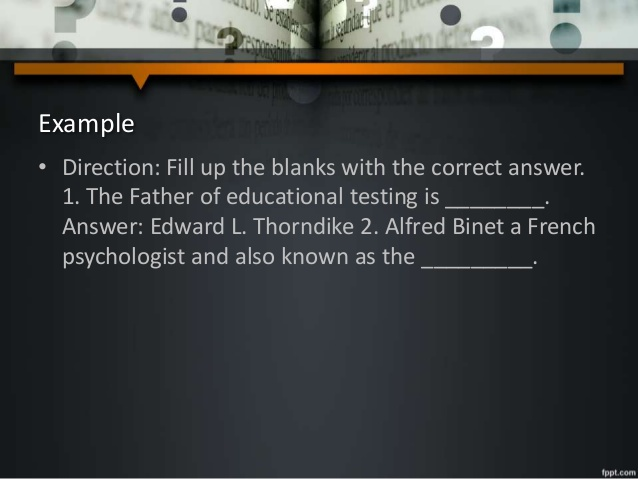 Example
• Direction: Fill up the blanks with the correct answer.
1. The Father of educational testing is ________.
Answer: Edward L. Thorndike 2. Alfred Binet a French
psychologist and also known as the _________.
fppt.com